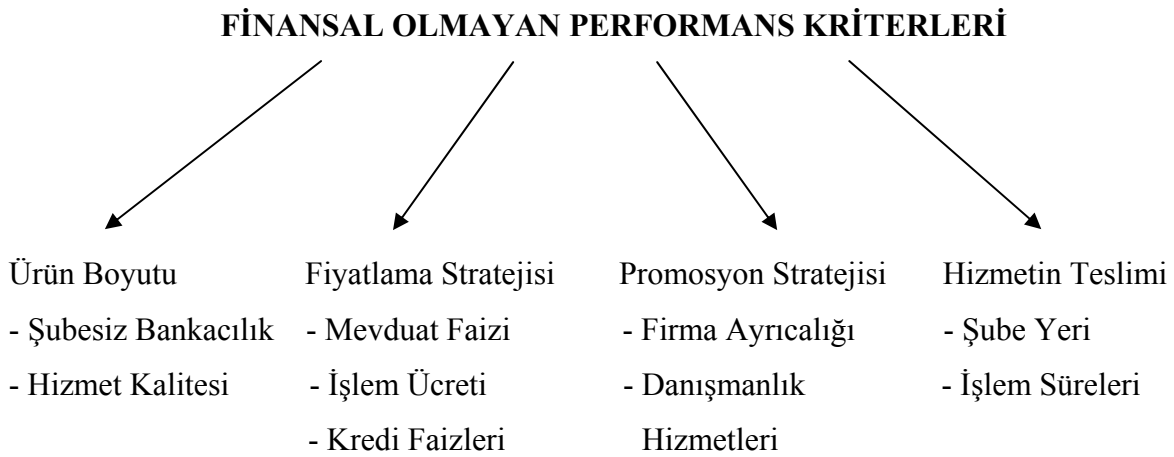 FİNANSAL OLMAYAN PERFORMANS KRİTERLERİ
Ürün Boyutu
- Şubesiz Bankacılık
- Hizmet Kalitesi
Fiyatlama Stratejisi
- Mevduat Faizi
- İşlem Ücreti
- Kredi Faizleri
Promosyon Stratejisi
- Firma Ayrıcalığı
- Danışmanlık
Hizmetleri
Hizmetin Teslimi
- Şube Yeri
- İşlem Süreleri